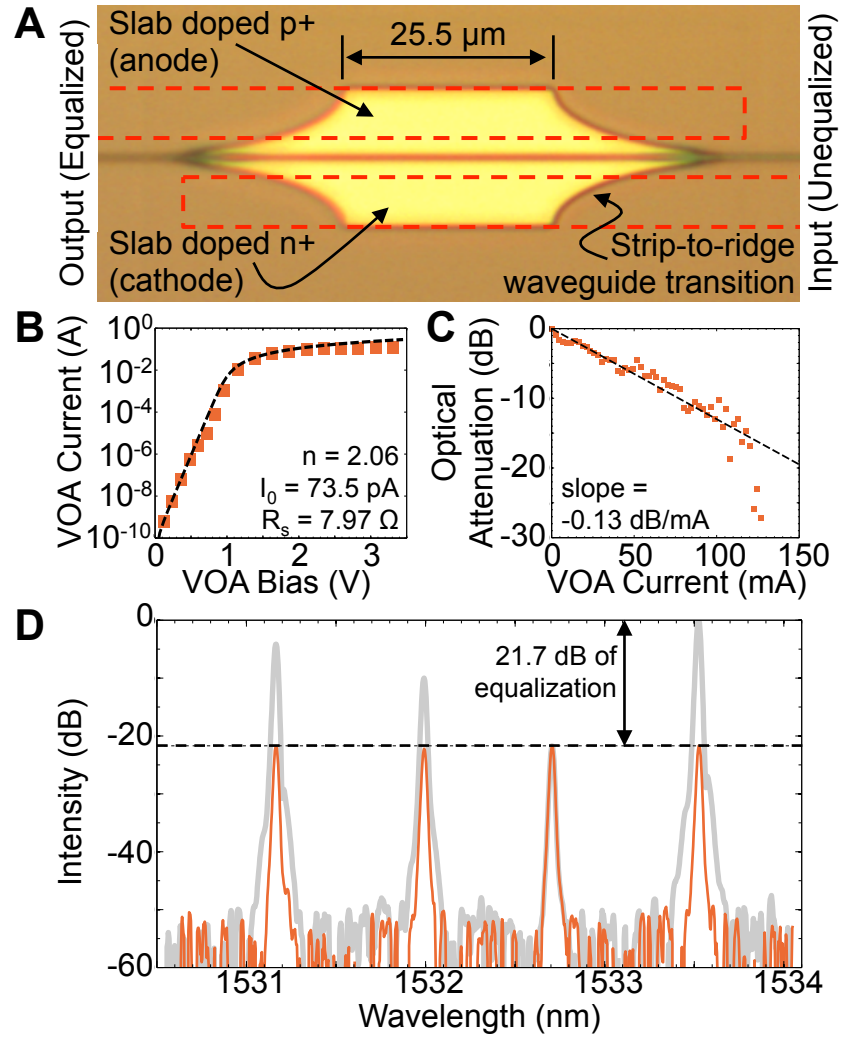 A
Slab doped p+
(anode)
25.5 µm
Output (Equalized)
Input (Unequalized)
Slab doped n+
(cathode)
Strip-to-ridge
waveguide transition
B
VOA Current (A)
10^0
10^-2
10^-4
10^-6
10^-8
10^-10
n = 2.06
I_0 = 73.5 pA
R_s = 7.97 Ω
0 1 2 3
VOA Bias (V)
C
Optical
Attenuation (dB)
0
-10
-20
-30
slope =
-0.13 dB/mA
0 50 100 150
VOA Current (mA)
D
Intensity (dB)
0
-20
-40
-60
21.7 dB of
equalization
1531 1532 1533 1534
Wavelength (nm)